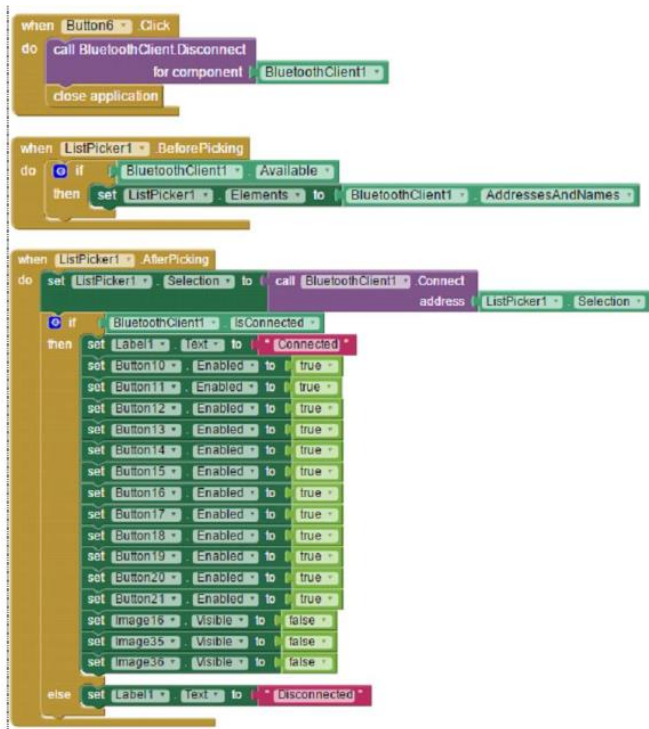 when Button6 .Click
do call BluetoothClient.Disconnect
for component BluetoothClient1
close application
when ListPicker1 .BeforePicking
do if BluetoothClient1 . Available
then set ListPicker1 . Elements to BluetoothClient1 . AddressesAndNames
when ListPicker1 .AfterPicking
do set ListPicker1 . Selection to call BluetoothClient1 .Connect
address ListPicker1 . Selection
if BluetoothClient1 . IsConnected
then set Label1 . Text to " Connected "
set Button10 . Enabled to true
set Button11 . Enabled to true
set Button12 . Enabled to true
set Button13 . Enabled to true
set Button14 . Enabled to true
set Button15 . Enabled to true
set Button16 . Enabled to true
set Button17 . Enabled to true
set Button18 . Enabled to true
set Button19 . Enabled to true
set Button20 . Enabled to true
set Button21 . Enabled to true
set Image16 . Visible to false
set Image35 . Visible to false
set Image36 . Visible to false
else set Label1 . Text to " Disconnected "